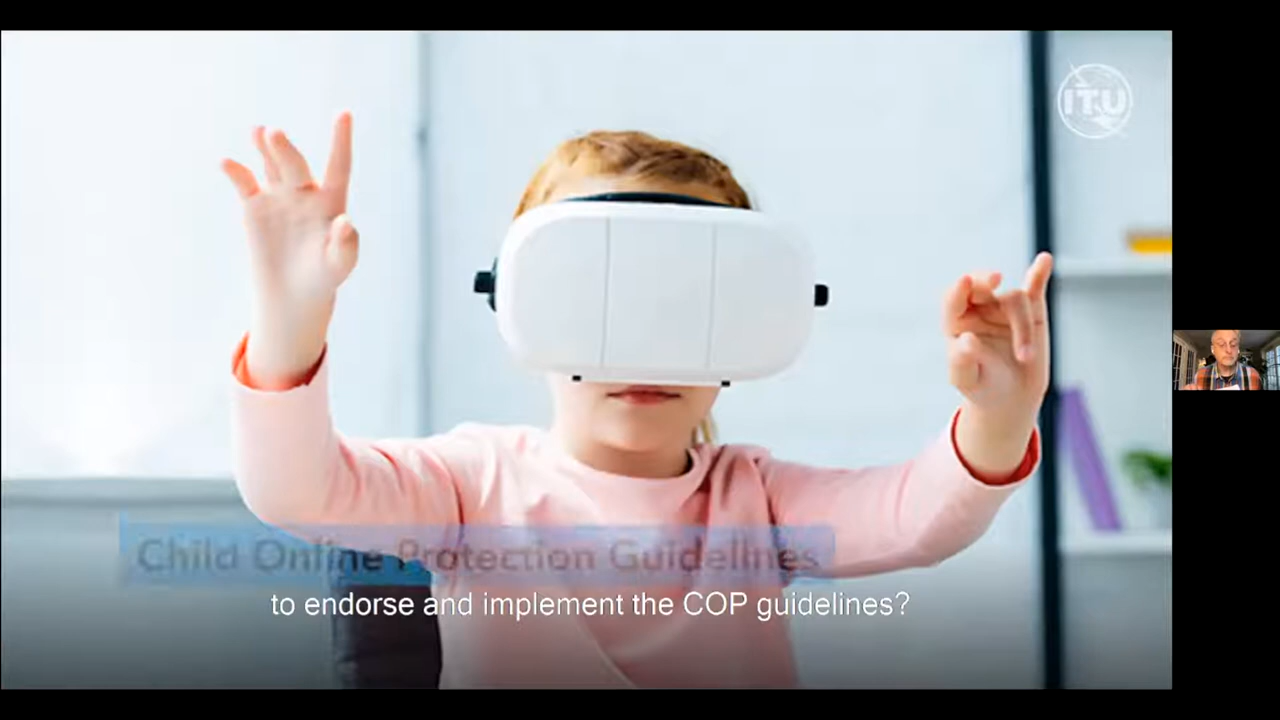 ITU
Child Online Protection Guidelines
to endorse and implement the COP guidelines?